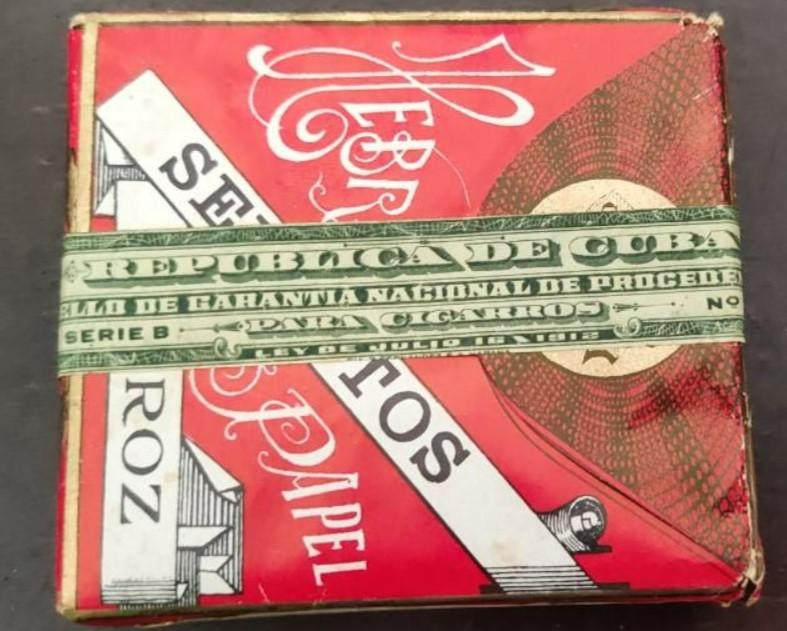 HEBR
SE
REPUBLICA DE CUBA
ELLO DE GARANTIA NACIONAL DE PROCEDE
SERIE B PARA CIGARROS No
LEY DE JULIO 16 1912
TOS
ROZ
PAPEL